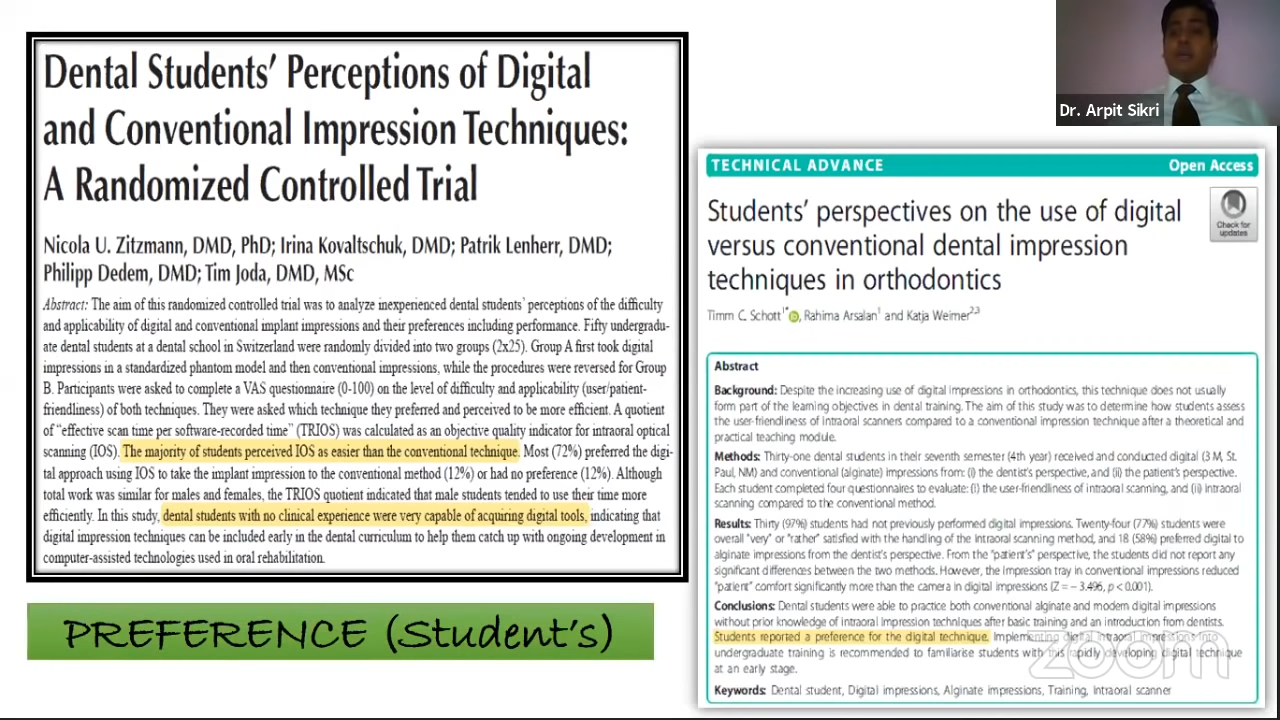 Dental Students' Perceptions of Digital
and Conventional Impression Techniques:
A Randomized Controlled Trial
Nicola U. Zitzmann, DMD, PhD; Irina Kovaltschuk, DMD; Patrik Lenherr, DMD;
Philipp Dedem, DMD; Tim Joda, DMD, MSc
Abstract: The aim of this randomized controlled trial was to analyze inexperienced dental students' perceptions of the difficulty
and applicability of digital and conventional implant impressions and their preferences including performance. Fifty undergradu-
ate dental students at a dental school in Switzerland were randomly divided into two groups (2x25). Group A first took digital
impressions in a standardized phantom model and then conventional impressions, while the procedures were reversed for Group
B. Participants were asked to complete a VAS questionnaire (0-100) on the level of difficulty and applicability (user/patient-
friendliness) of both techniques. They were asked which technique they preferred and perceived to be more efficient. A quotient
of "effective scan time per software-recorded time" (TRIOS) was calculated as an objective quality indicator for intraoral optical
scanning (IOS). The majority of students perceived IOS as easier than the conventional technique. Most (72%) preferred the digi-
tal approach using IOS to take the implant impression to the conventional method (12%) or had no preference (12%). Although
total work was similar for males and females, the TRIOS quotient indicated that male students tended to use their time more
efficiently. In this study, dental students with no clinical experience were very capable of acquiring digital tools, indicating that
digital impression techniques can be included early in the dental curriculum to help them catch up with ongoing development in
computer-assisted technologies used in oral rehabilitation.
PREFERENCE (Student's)
Dr. Arpit Sikri
TECHNICAL ADVANCE Open Access
Students' perspectives on the use of digital
versus conventional dental impression
techniques in orthodontics
Check for
updates
Timm C. Schott1*, Rahima Arsalan1 and Katja Weimer2,3
Abstract
Background: Despite the increasing use of digital impressions in orthodontics, this technique does not usually
form part of the learning objectives in dental training. The aim of this study was to determine how students assess
the user-friendliness of intraoral scanners compared to a conventional impression technique after a theoretical and
practical teaching module.
Methods: Thirty-one dental students in their seventh semester (4th year) received and conducted digital (3 M, St.
Paul, NM) and conventional (alginate) impressions from: (i) the dentist's perspective, and (ii) the patient's perspective.
Each student completed four questionnaires to evaluate: (i) the user-friendliness of intraoral scanning, and (ii) intraoral
scanning compared to the conventional method.
Results: Thirty (97%) students had not previously performed digital impressions. Twenty-four (77%) students were
overall "very" or "rather" satisfied with the handling of the intraoral scanning method, and 18 (58%) preferred digital to
alginate impressions from the dentist's perspective. From the "patient's" perspective, the students did not report any
significant differences between the two methods. However, the impression tray in conventional impressions reduced
"patient" comfort significantly more than the camera in digital impressions (Z = − 3.496, p < 0.001).
Conclusions: Dental students were able to practice both conventional alginate and modern digital impressions
without prior knowledge of intraoral impression techniques after basic training and an introduction from dentists.
Students reported a preference for the digital technique. Implementing digital intraoral impressions into
undergraduate training is recommended to familiarise students with this rapidly developing digital technique
at an early stage.
Keywords: Dental student, Digital impressions, Alginate impressions, Training, Intraoral scanner
zoom